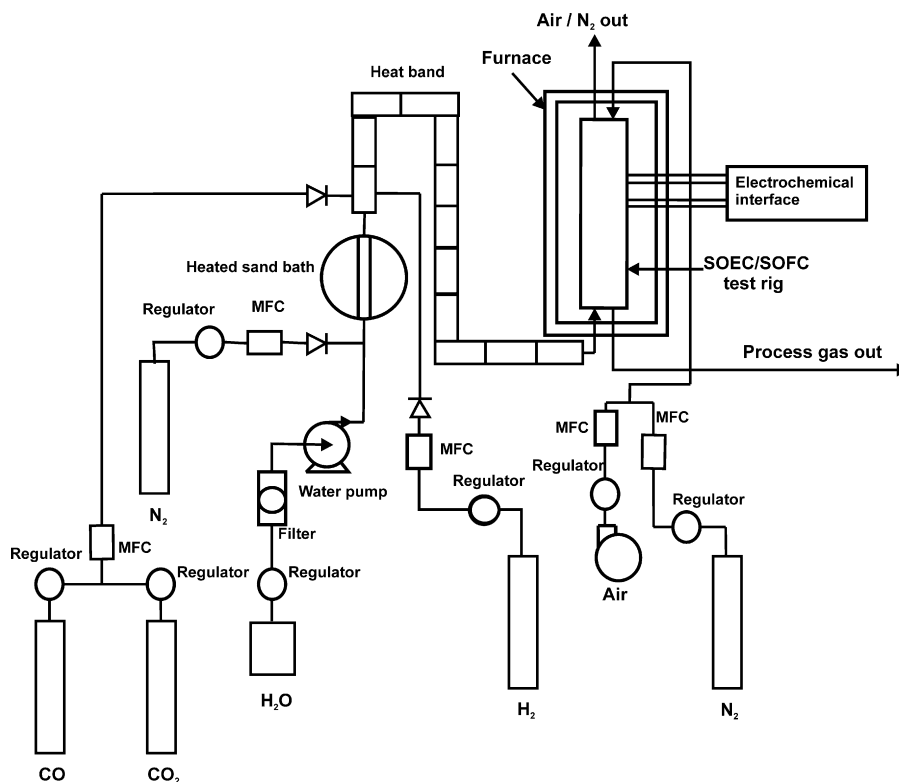 Air / N₂ out
Furnace
Heat band
Electrochemical
interface
Heated sand bath
SOEC/SOFC
test rig
Regulator
MFC
Process gas out
MFC
MFC
MFC
Regulator
Regulator
Regulator
Water pump
N₂
Filter
MFC
Regulator
Regulator
Regulator
Air
H₂O
H₂
N₂
CO
CO₂